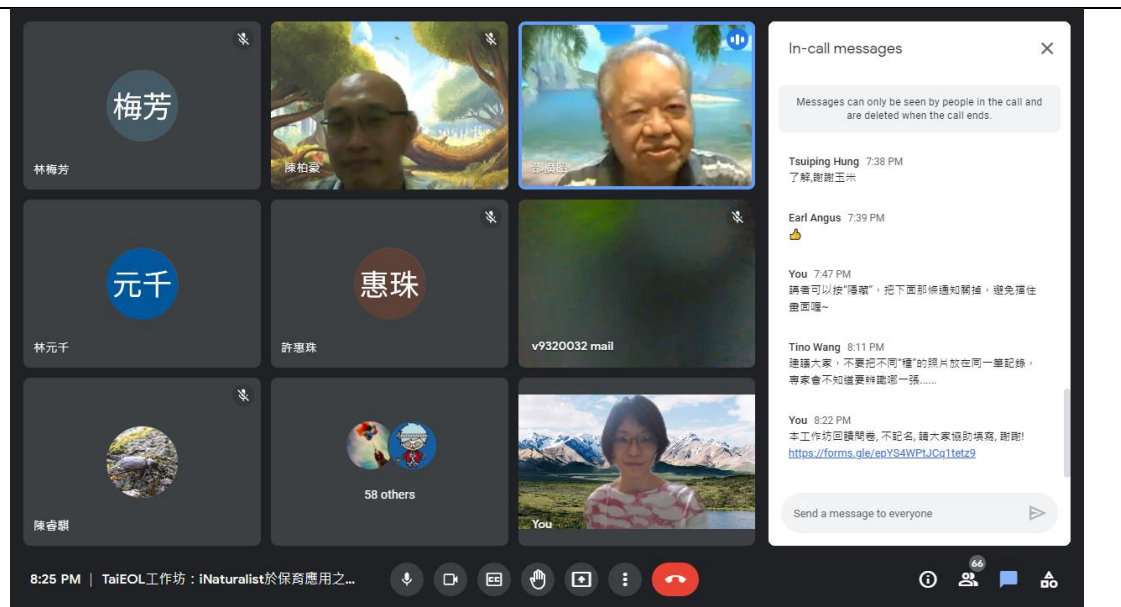 梅芳
林梅芳
陳柏豪
元千
林元千
惠珠
許惠珠
v9320032 mail
陳睿騏
58 others
You
In-call messages
Messages can only be seen by people in the call and
are deleted when the call ends.
Tsuiping Hung 7:38 PM
了解,謝謝玉米
Earl Angus 7:39 PM
👍
You 7:47 PM
講者可以按"隱藏"，把下面那條通知關掉，避免擋住
畫面喔~
Tino Wang 8:11 PM
建議大家，不要把不同"種"的照片放在同一筆記錄，
專家會不知道要辨識哪一張......
You 8:22 PM
本工作坊回饋問卷, 不記名, 請大家協助填寫, 謝謝!
https://forms.gle/epYS4WPtJCq1tetz9
Send a message to everyone
8:25 PM | TaiEOL工作坊：iNaturalist於保育應用之...
66